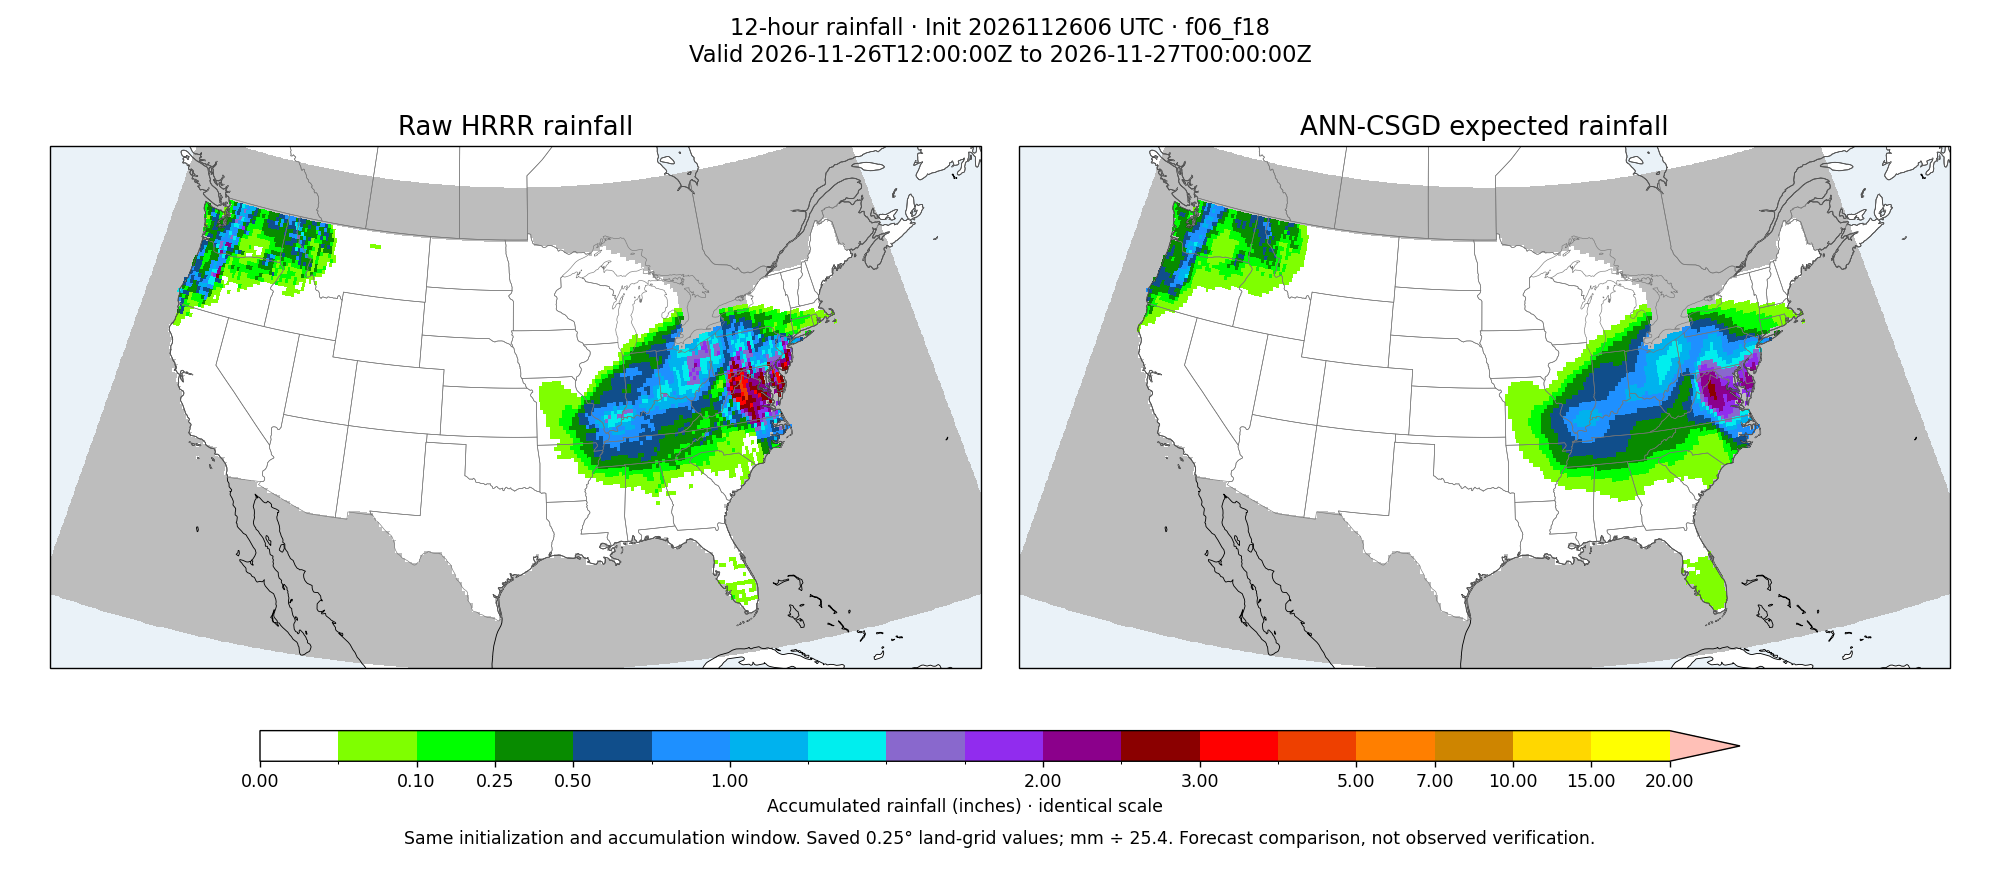 12-hour rainfall · Init 2026112606 UTC · f06_f18
Valid 2026-11-26T12:00:00Z to 2026-11-27T00:00:00Z
Raw HRRR rainfall
ANN-CSGD expected rainfall
0.00 0.10 0.25 0.50 1.00 2.00 3.00 5.00 7.00 10.00 15.00 20.00
Accumulated rainfall (inches) · identical scale
Same initialization and accumulation window. Saved 0.25° land-grid values; mm ÷ 25.4. Forecast comparison, not observed verification.